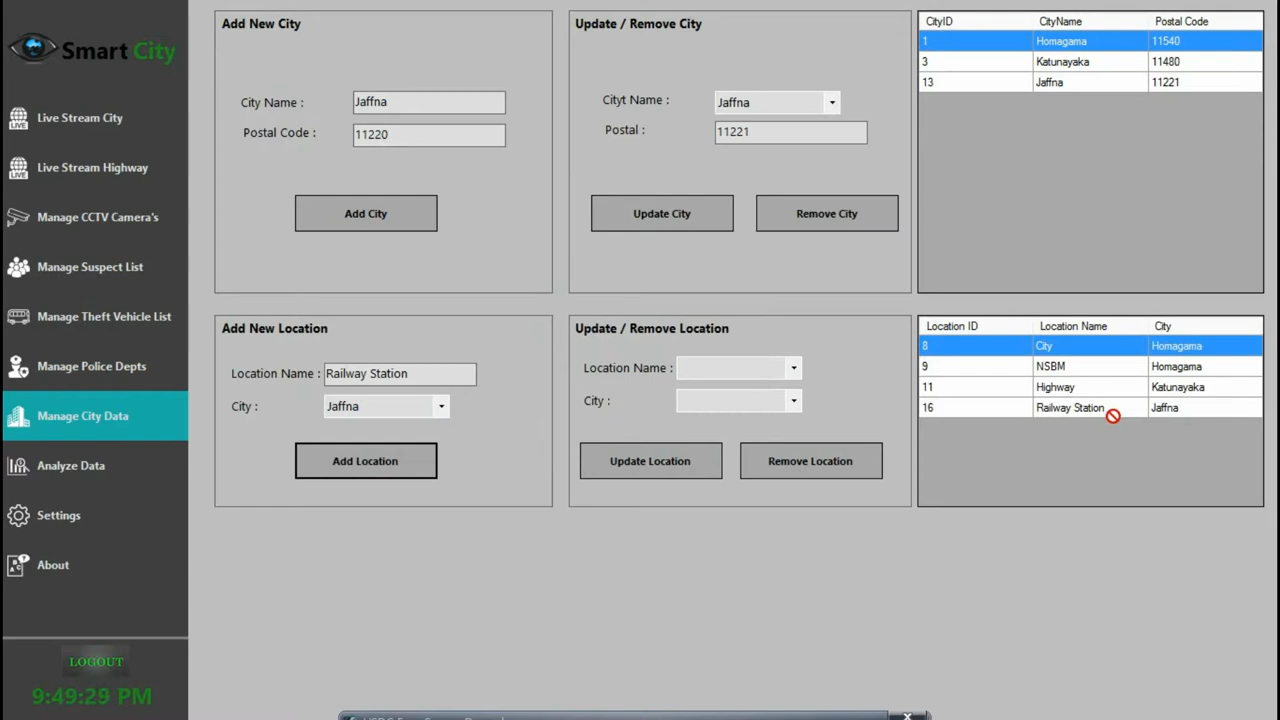 Smart City
LIVE
Live Stream City
LIVE
Live Stream Highway
Manage CCTV Camera's
Manage Suspect List
Manage Theft Vehicle List
Manage Police Depts
Manage City Data
Analyze Data
Settings
About
LOGOUT
9:49:29 PM
Add New City
City Name :
Jaffna
Postal Code :
11220
Add City
Update / Remove City
Cityt Name :
Jaffna
Postal :
11221
Update City
Remove City
CityID CityName Postal Code
1 Homagama 11540
3 Katunayaka 11480
13 Jaffna 11221
Add New Location
Location Name :
Railway Station
City :
Jaffna
Add Location
Update / Remove Location
Location Name :
City :
Update Location
Remove Location
Location ID Location Name City
8 City Homagama
9 NSBM Homagama
11 Highway Katunayaka
16 Railway Station Jaffna